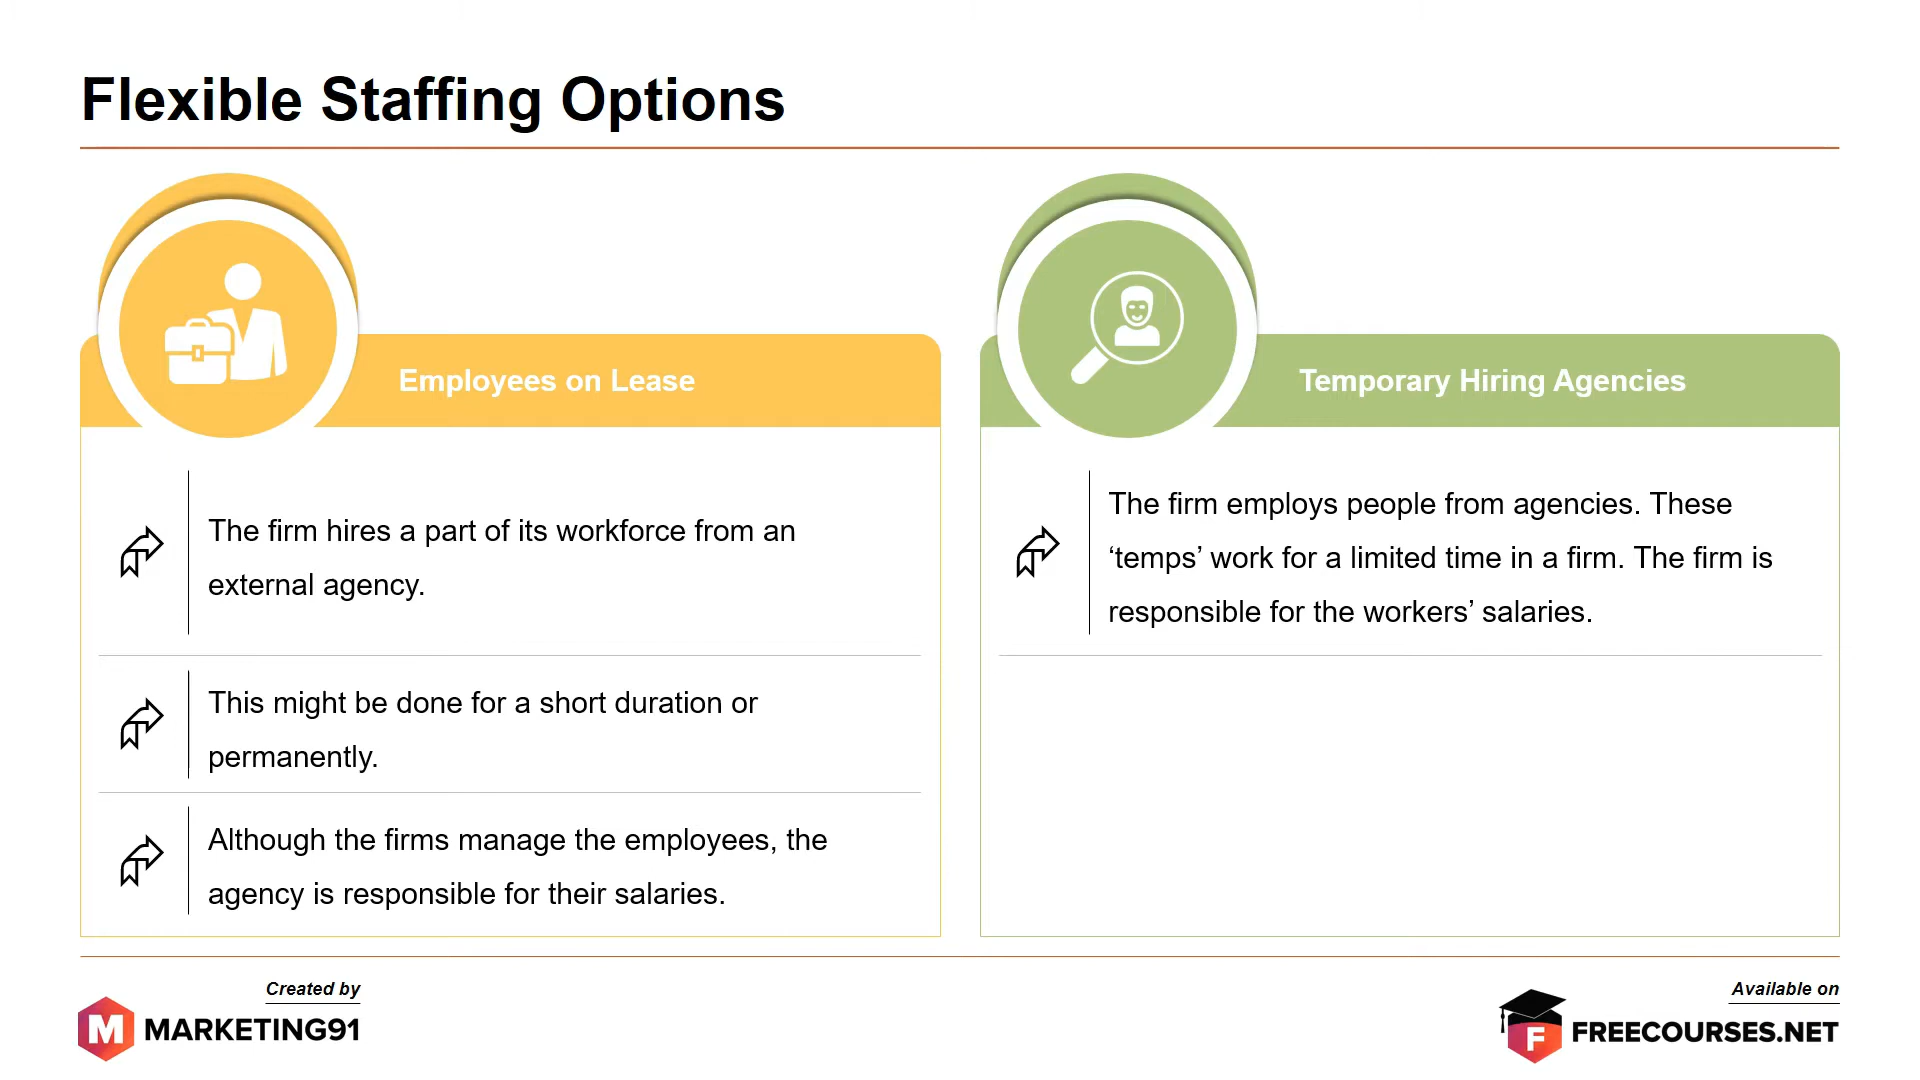 Flexible Staffing Options
Employees on Lease
The firm hires a part of its workforce from an
external agency.
This might be done for a short duration or
permanently.
Although the firms manage the employees, the
agency is responsible for their salaries.
Temporary Hiring Agencies
The firm employs people from agencies. These
‘temps’ work for a limited time in a firm. The firm is
responsible for the workers’ salaries.
Created by
M MARKETING91
Available on
F FREECOURSES.NET